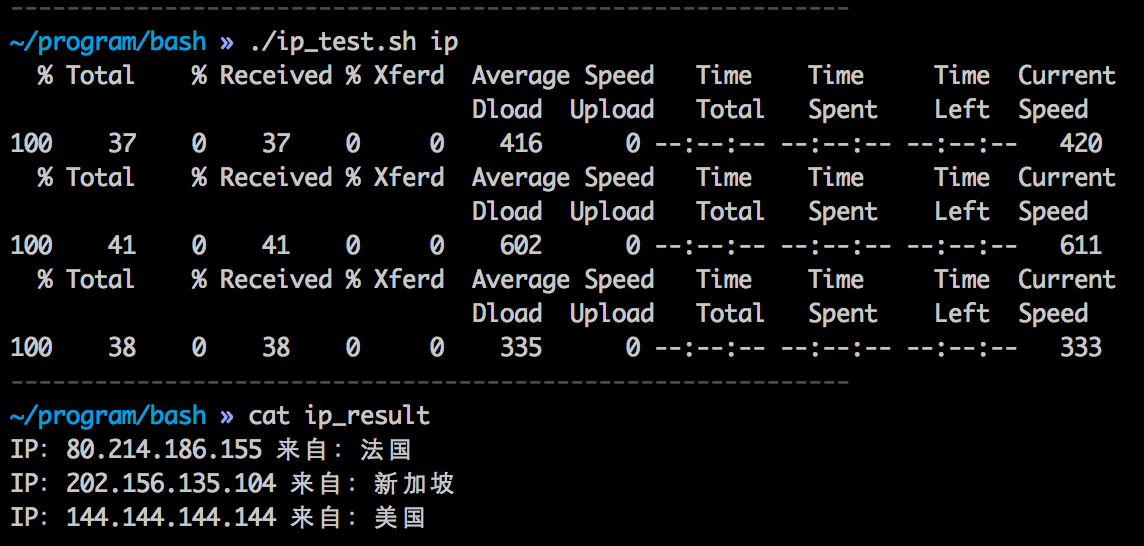 ------------------------------------------------------------
~/program/bash » ./ip_test.sh ip
% Total % Received % Xferd Average Speed Time Time Time Current
Dload Upload Total Spent Left Speed
100 37 0 37 0 0 416 0 --:--:-- --:--:-- --:--:-- 420
% Total % Received % Xferd Average Speed Time Time Time Current
Dload Upload Total Spent Left Speed
100 41 0 41 0 0 602 0 --:--:-- --:--:-- --:--:-- 611
% Total % Received % Xferd Average Speed Time Time Time Current
Dload Upload Total Spent Left Speed
100 38 0 38 0 0 335 0 --:--:-- --:--:-- --:--:-- 333
------------------------------------------------------------
~/program/bash » cat ip_result
IP: 80.214.186.155 来自: 法国
IP: 202.156.135.104 来自: 新加坡
IP: 144.144.144.144 来自: 美国